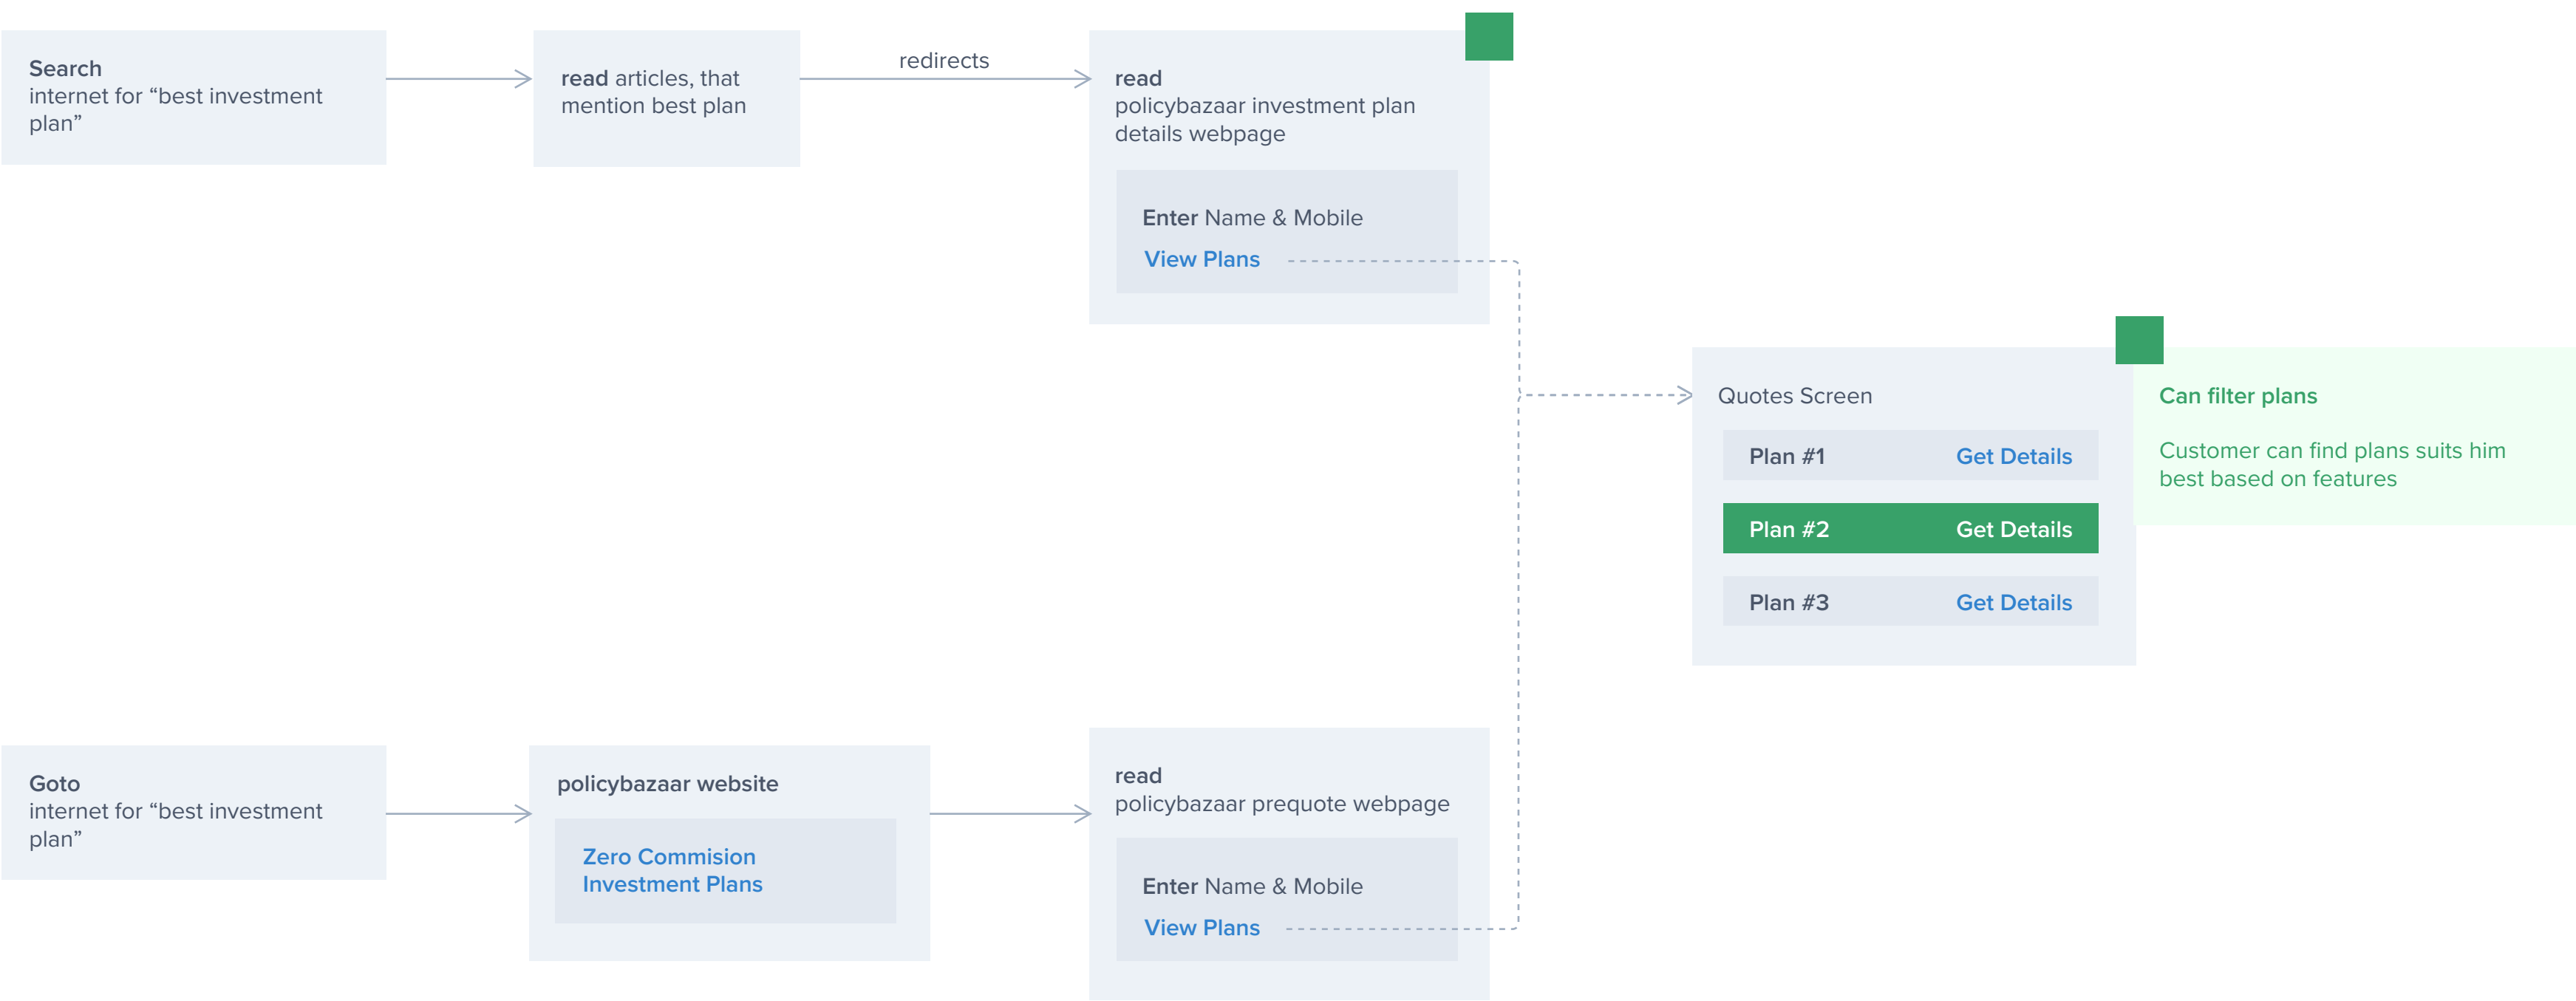 Search
internet for “best investment
plan”
read articles, that
mention best plan
redirects
read
policybazaar investment plan
details webpage
Enter Name & Mobile
View Plans
Quotes Screen
Plan #1 Get Details
Plan #2 Get Details
Plan #3 Get Details
Can filter plans
Customer can find plans suits him
best based on features
Goto
internet for “best investment
plan”
policybazaar website
Zero Commision
Investment Plans
read
policybazaar prequote webpage
Enter Name & Mobile
View Plans